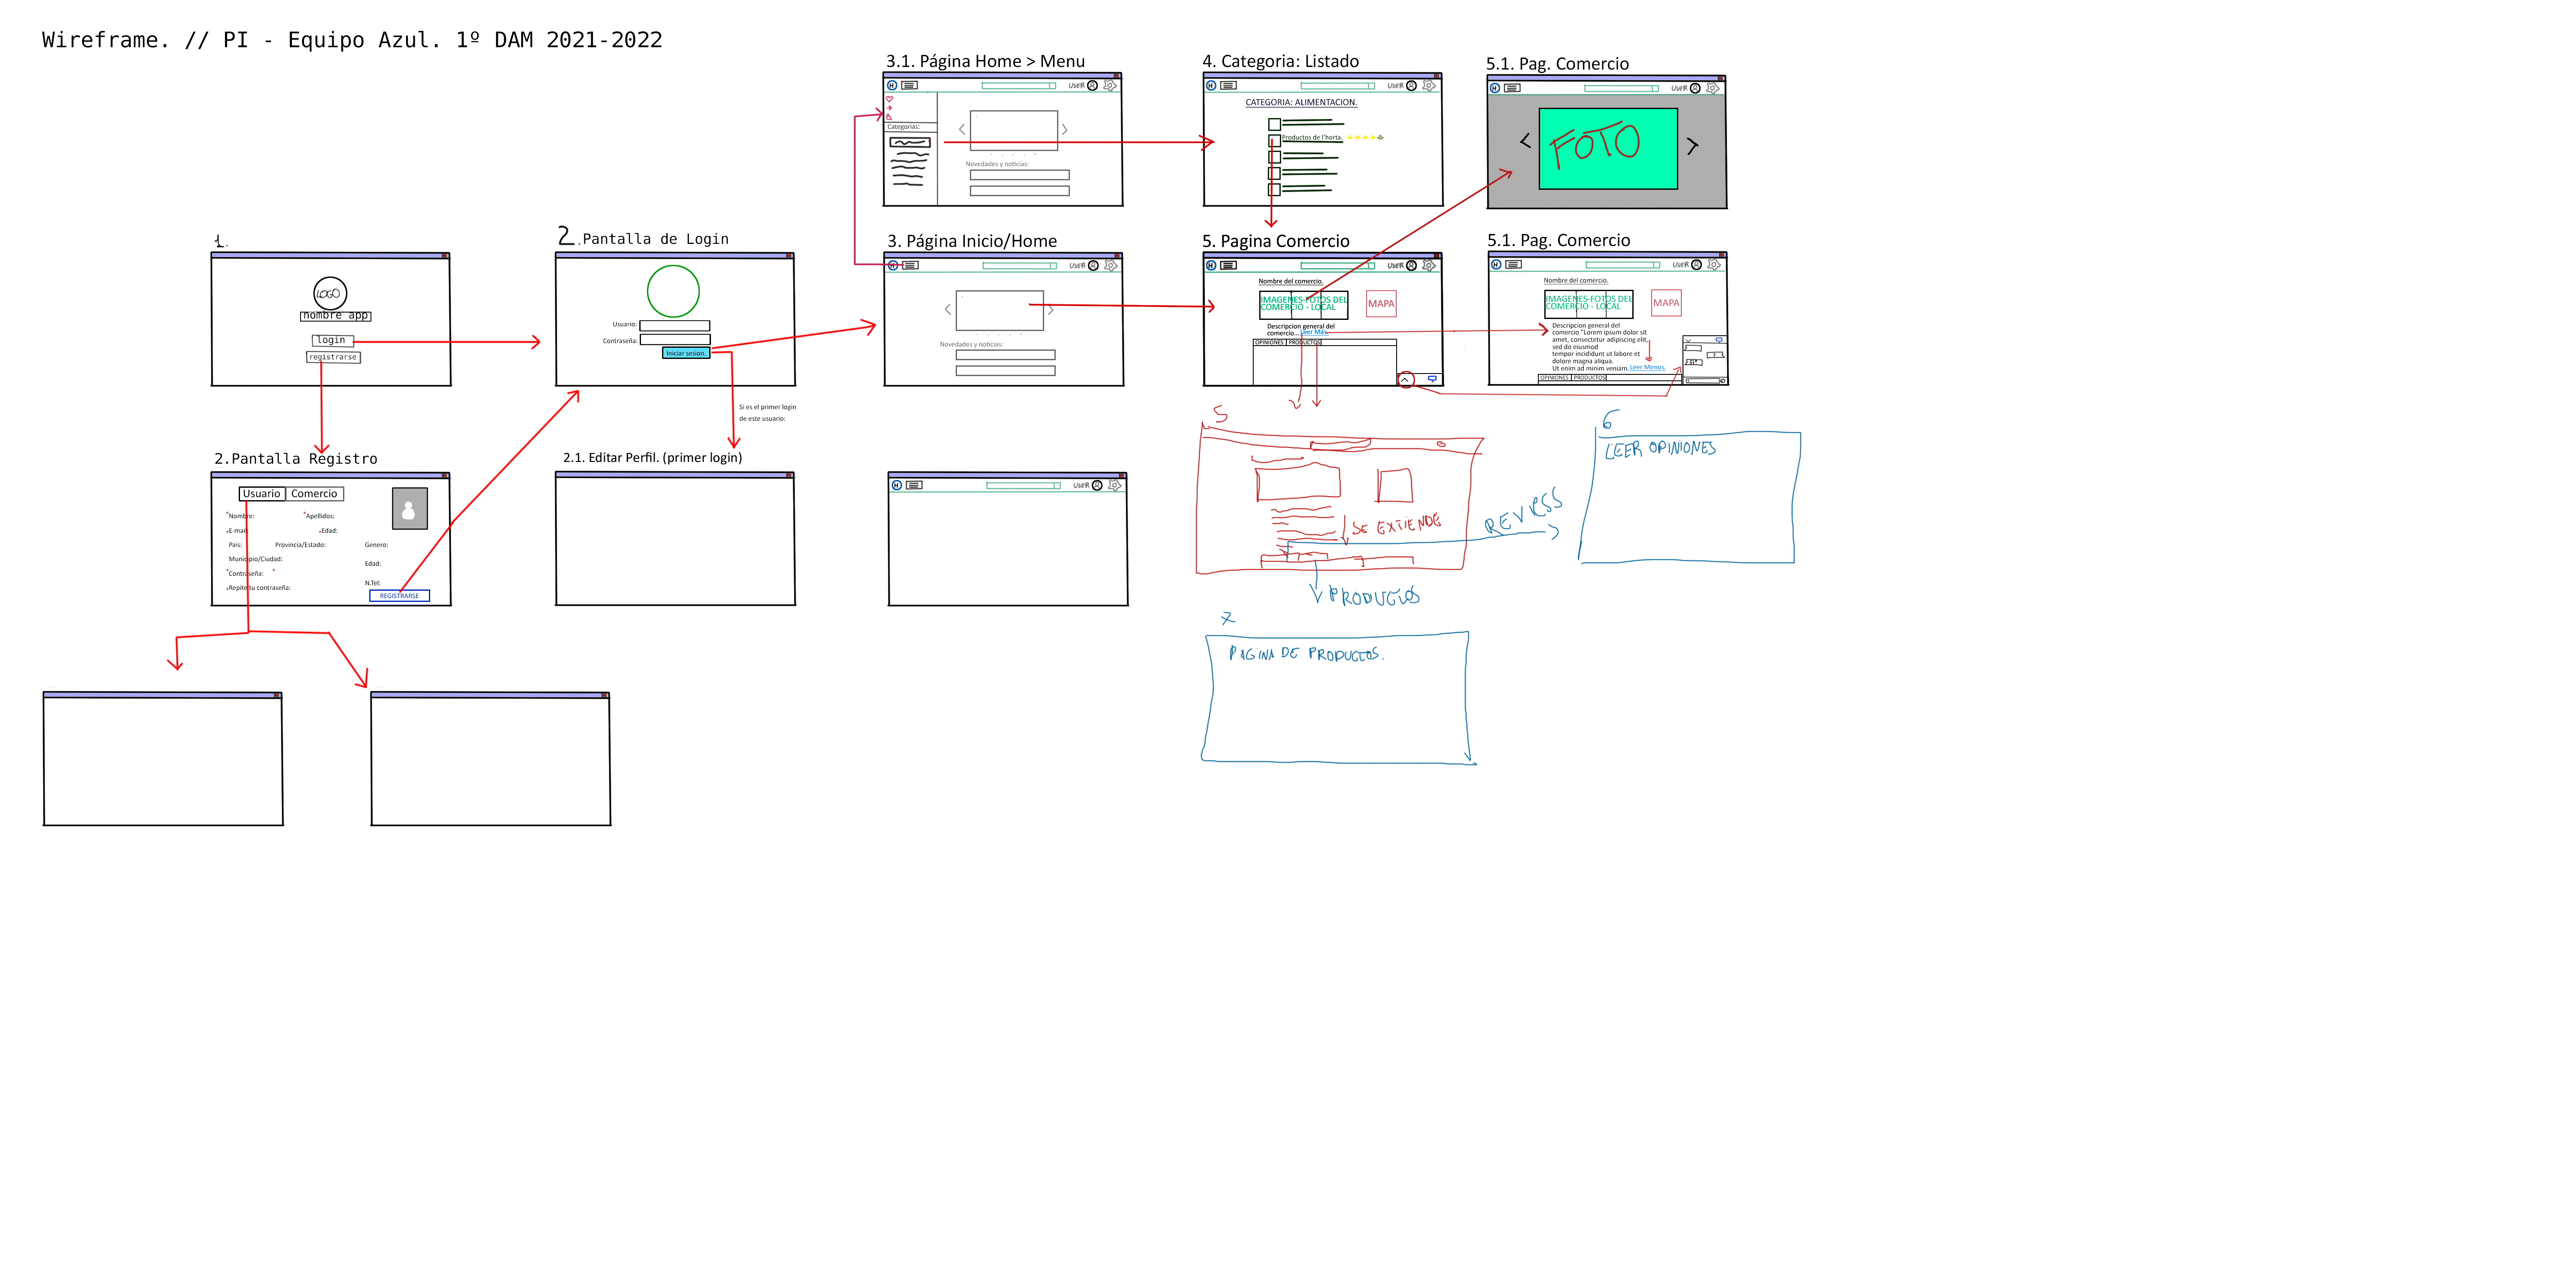 Wireframe. // PI - Equipo Azul. 1º DAM 2021-2022
3.1. Página Home > Menu
USER
Categorias:
Novedades y noticias:
4. Categoria: Listado
USER
CATEGORIA: ALIMENTACION.
Productos de l'horta.
5.1. Pag. Comercio
USER
FOTO
1.
LOGO
nombre app
login
registrarse
2.Pantalla de Login
Usuario:
Contraseña:
Iniciar sesion.
Si es el primer login
de este usuario:
3. Página Inicio/Home
USER
Novedades y noticias:
5. Pagina Comercio
USER
Nombre del comercio.
IMAGENES-FOTOS DEL
COMERCIO - LOCAL
MAPA
Descripcion general del
comercio... Leer Más.
OPINIONES PRODUCTOS
5.1. Pag. Comercio
USER
Nombre del comercio.
IMAGENES-FOTOS DEL
COMERCIO - LOCAL
MAPA
Descripcion general del
comercio "Lorem ipsum dolor sit
amet, consectetur adipiscing elit,
sed do eiusmod
tempor incididunt ut labore et
dolore magna aliqua.
Ut enim ad minim veniam. Leer Menos.
OPINIONES PRODUCTOS
2.Pantalla Registro
Usuario Comercio
*Nombre: *Apellidos:
*E-mail: *Edad:
País: Provincia/Estado: Genero:
Municipio/Ciudad:
Edad:
*Contraseña: *
N.Tel:
*Repite tu contraseña:
REGISTRARSE
2.1. Editar Perfil. (primer login)
USER
5
SE EXTIENDE
PRODUCTOS
6
LEER OPINIONES
7
PAGINA DE PRODUCTOS.